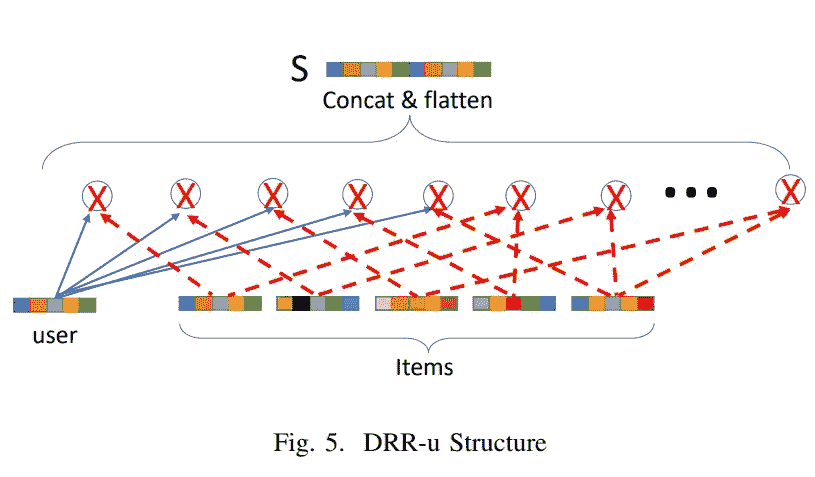 S
Concat & flatten
X X X X X X X ... X
user
Items
Fig. 5. DRR-u Structure